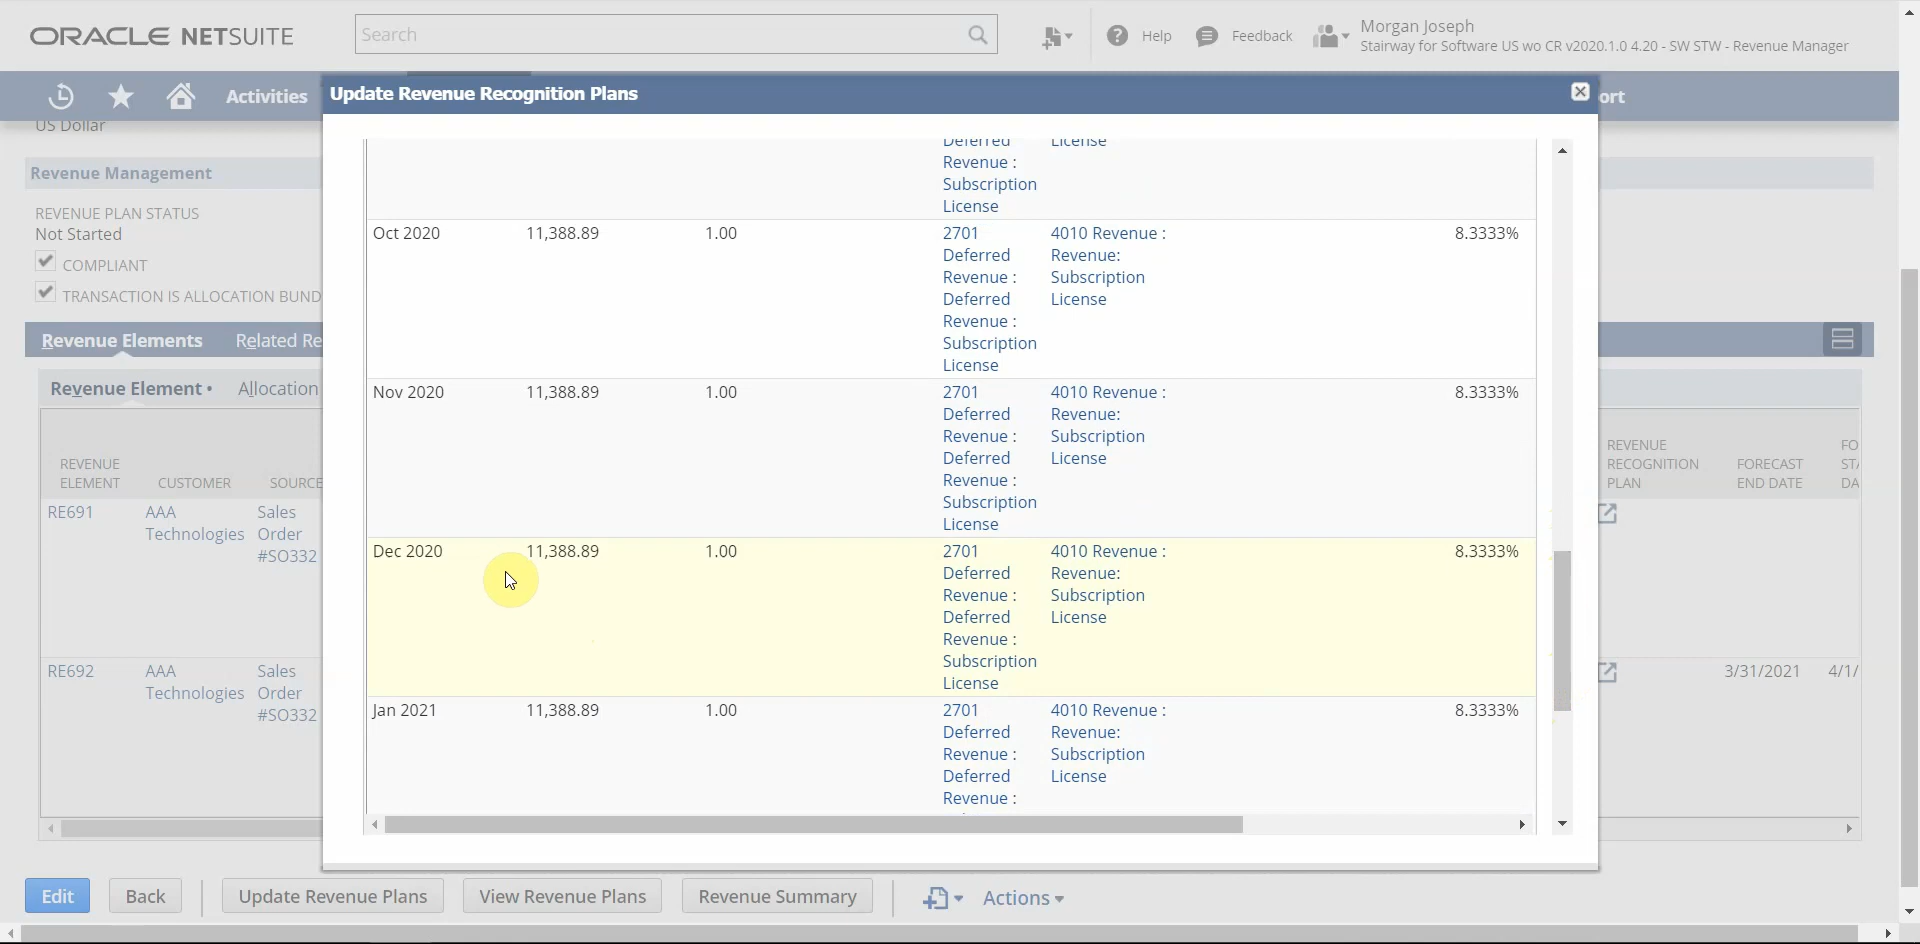 ORACLE NETSUITE
Search
Help
Feedback
Morgan Joseph
Stairway for Software US wo CR v2020.1.0 4.20 - SW STW - Revenue Manager
Activities
Update Revenue Recognition Plans
ort
US Dollar
Revenue Management
REVENUE PLAN STATUS
Not Started
COMPLIANT
TRANSACTION IS ALLOCATION BUND
Revenue Elements
Related Re
Revenue Element •
Allocation
REVENUE
ELEMENT
CUSTOMER
SOURCE
RE691
AAA
Technologies
Sales
Order
#SO332
RE692
AAA
Technologies
Sales
Order
#SO332
Deferred
Revenue :
Subscription
License
License
Oct 2020
11,388.89
1.00
2701
Deferred
Revenue :
Deferred
Revenue :
Subscription
License
4010 Revenue :
Revenue:
Subscription
License
8.3333%
Nov 2020
11,388.89
1.00
2701
Deferred
Revenue :
Deferred
Revenue :
Subscription
License
4010 Revenue :
Revenue:
Subscription
License
8.3333%
Dec 2020
11,388.89
1.00
2701
Deferred
Revenue :
Deferred
Revenue :
Subscription
License
4010 Revenue :
Revenue:
Subscription
License
8.3333%
Jan 2021
11,388.89
1.00
2701
Deferred
Revenue :
Deferred
Revenue :
4010 Revenue :
Revenue:
Subscription
License
8.3333%
REVENUE
RECOGNITION
PLAN
FORECAST
END DATE
FO
STA
DA
3/31/2021
4/1/
Edit
Back
Update Revenue Plans
View Revenue Plans
Revenue Summary
Actions